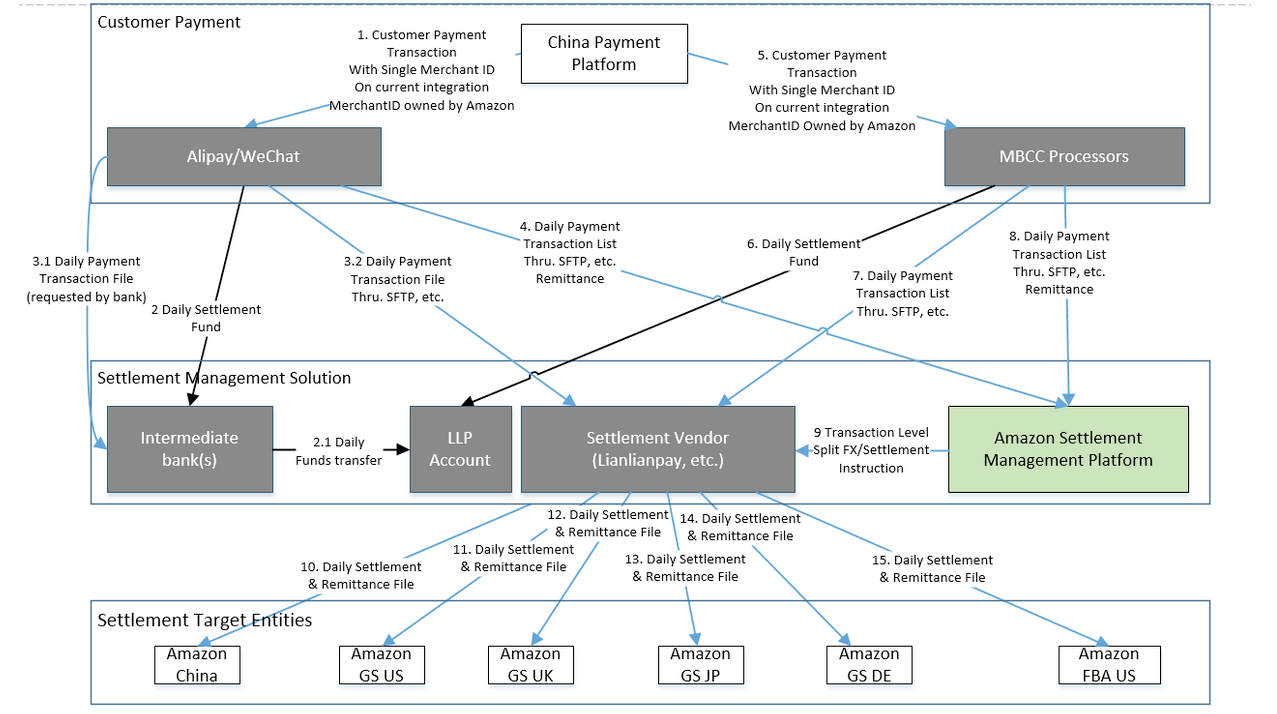 Customer Payment
1. Customer Payment
Transaction
With Single Merchant ID
On current integration
MerchantID owned by Amazon
China Payment
Platform
5. Customer Payment
Transaction
With Single Merchant ID
On current integration
MerchantID Owned by Amazon
Alipay/WeChat
MBCC Processors
3.1 Daily Payment
Transaction File
(requested by bank)
2 Daily Settlement
Fund
3.2 Daily Payment
Transaction File
Thru. SFTP, etc.
4. Daily Payment
Transaction List
Thru. SFTP, etc.
Remittance
6. Daily Settlement
Fund
7. Daily Payment
Transaction List
Thru. SFTP, etc.
8. Daily Payment
Transaction List
Thru. SFTP, etc.
Remittance
Settlement Management Solution
Intermediate
bank(s)
2.1 Daily
Funds transfer
LLP
Account
Settlement Vendor
(Lianlianpay, etc.)
9 Transaction Level
Split FX/Settlement
Instruction
Amazon Settlement
Management Platform
10. Daily Settlement
& Remittance File
11. Daily Settlement
& Remittance File
12. Daily Settlement
& Remittance File
13. Daily Settlement
& Remittance File
14. Daily Settlement
& Remittance File
15. Daily Settlement
& Remittance File
Settlement Target Entities
Amazon
China
Amazon
GS US
Amazon
GS UK
Amazon
GS JP
Amazon
GS DE
Amazon
FBA US